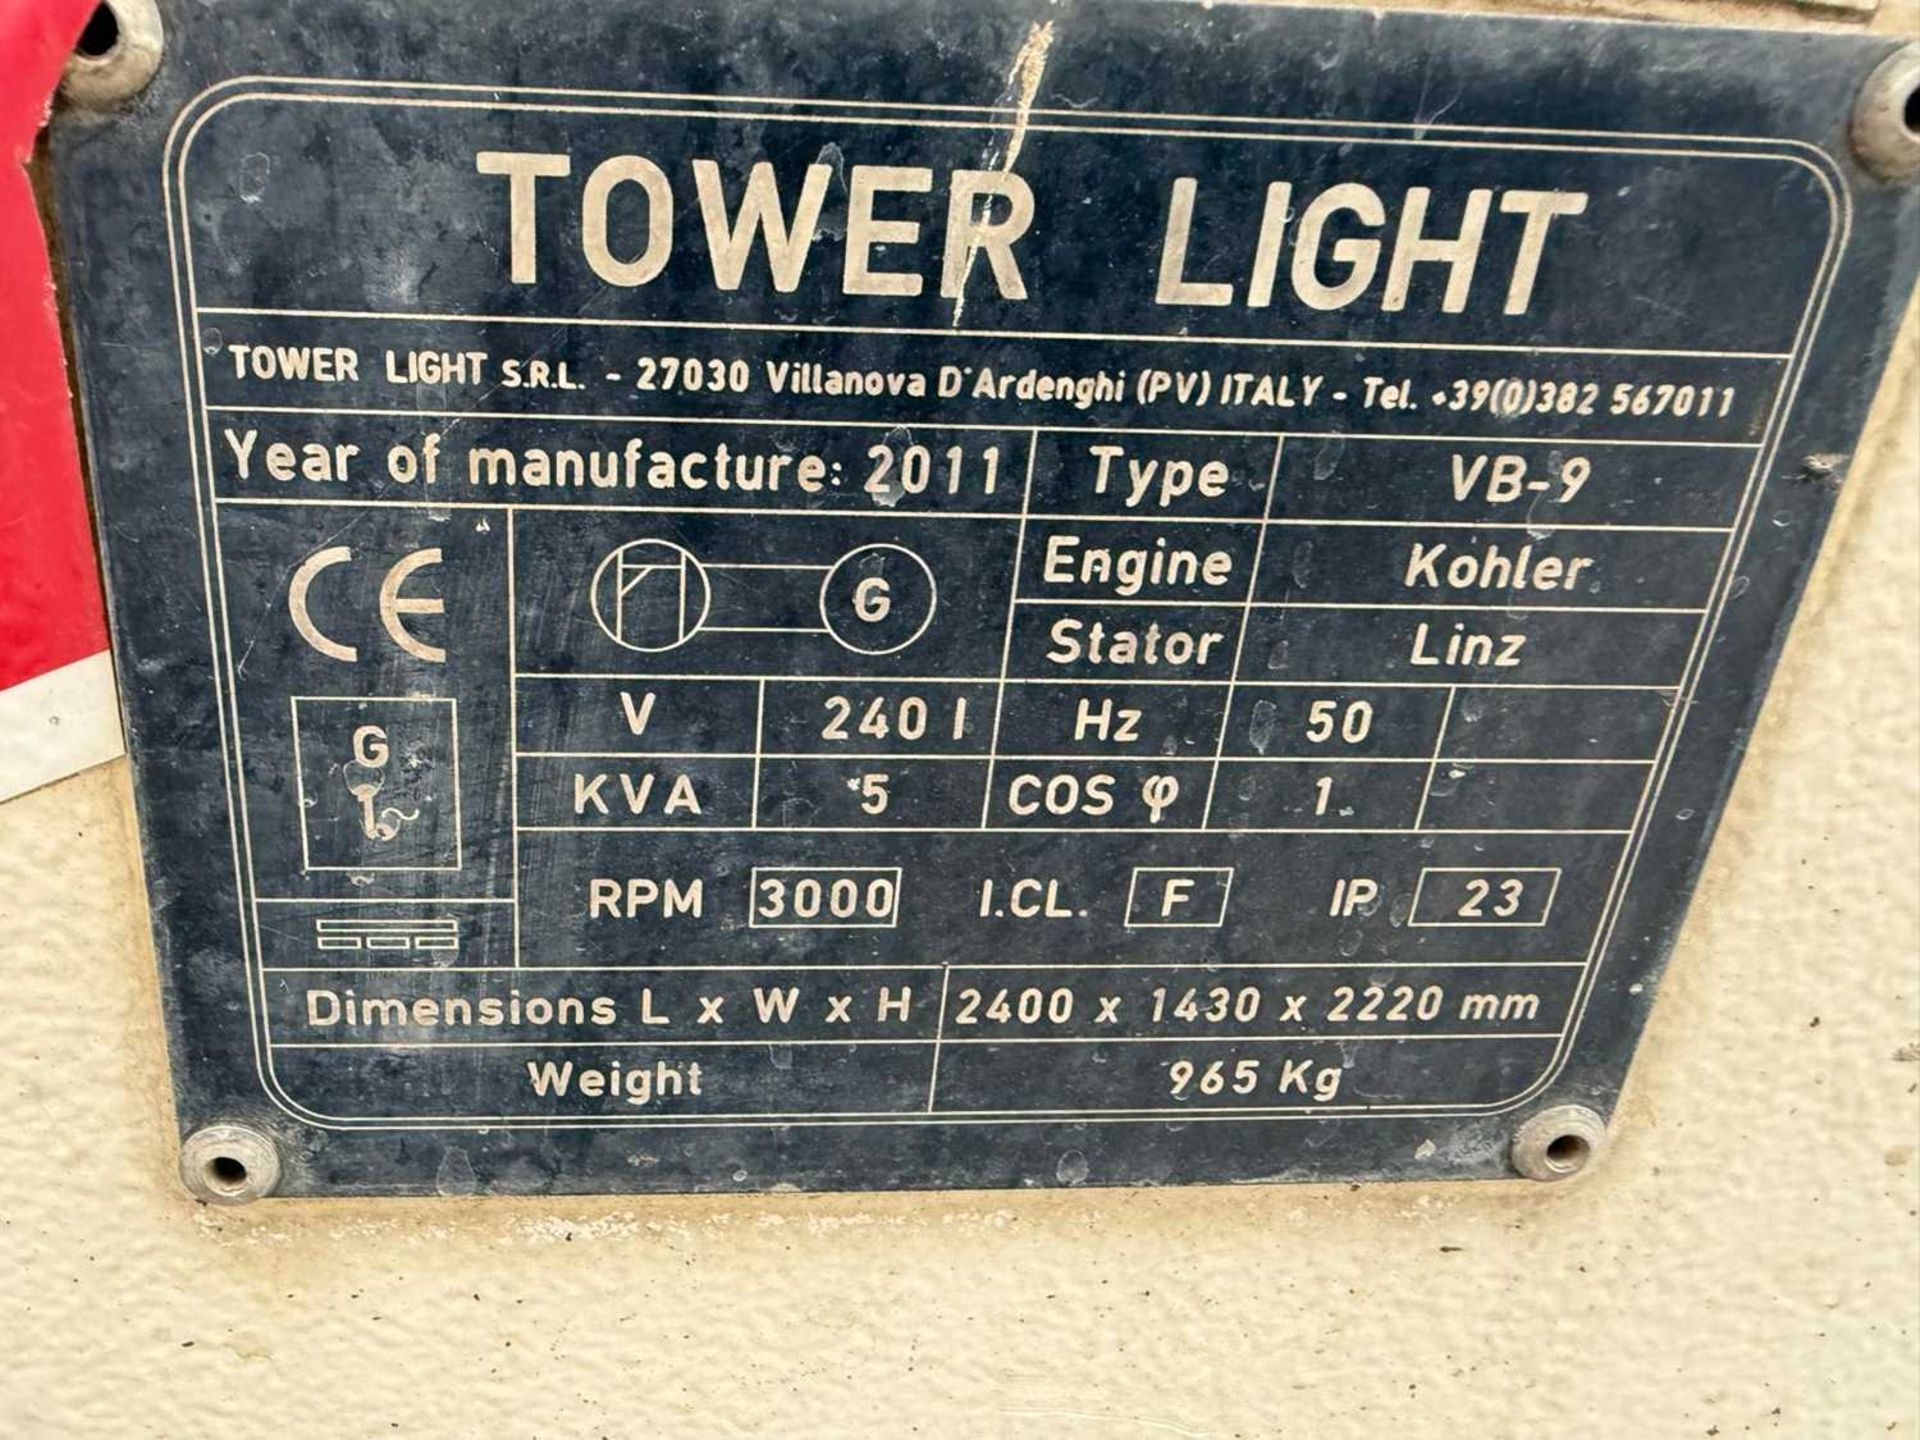 TOWER LIGHT
TOWER LIGHT S.R.L. - 27030 Villanova D'Ardenghi (PV) ITALY - Tel. +39(0)382 567011
Year of manufacture: 2011 Type VB-9
CE G Engine Kohler
Stator Linz
G V 240 I Hz 50
KVA 5 COS φ 1
RPM 3000 I.CL. F IP 23
Dimensions L x W x H 2400 x 1430 x 2220 mm
Weight 965 Kg